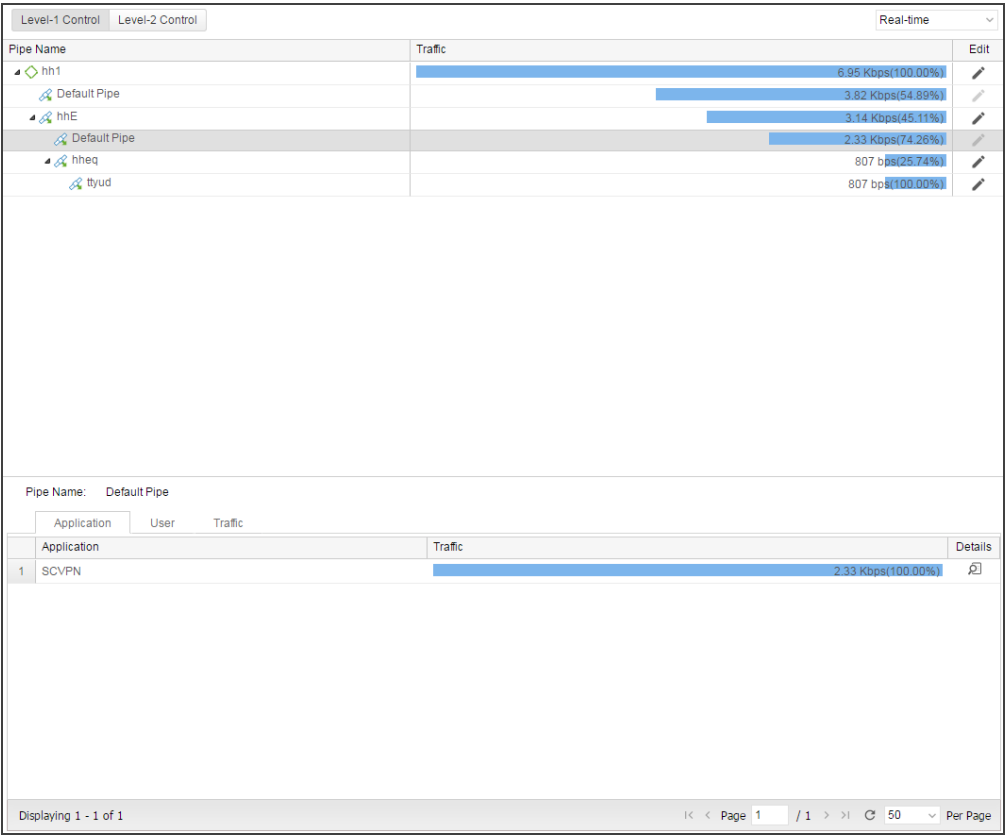 Level-1 Control Level-2 Control Real-time
Pipe Name Traffic Edit
hh1 6.95 Kbps(100.00%)
Default Pipe 3.82 Kbps(54.89%)
hhE 3.14 Kbps(45.11%)
Default Pipe 2.33 Kbps(74.26%)
hheq 807 bps(25.74%)
ttyud 807 bps(100.00%)
Pipe Name: Default Pipe
Application User Traffic
Application Traffic Details
1 SCVPN 2.33 Kbps(100.00%)
Displaying 1 - 1 of 1 Page 1 / 1 50 Per Page